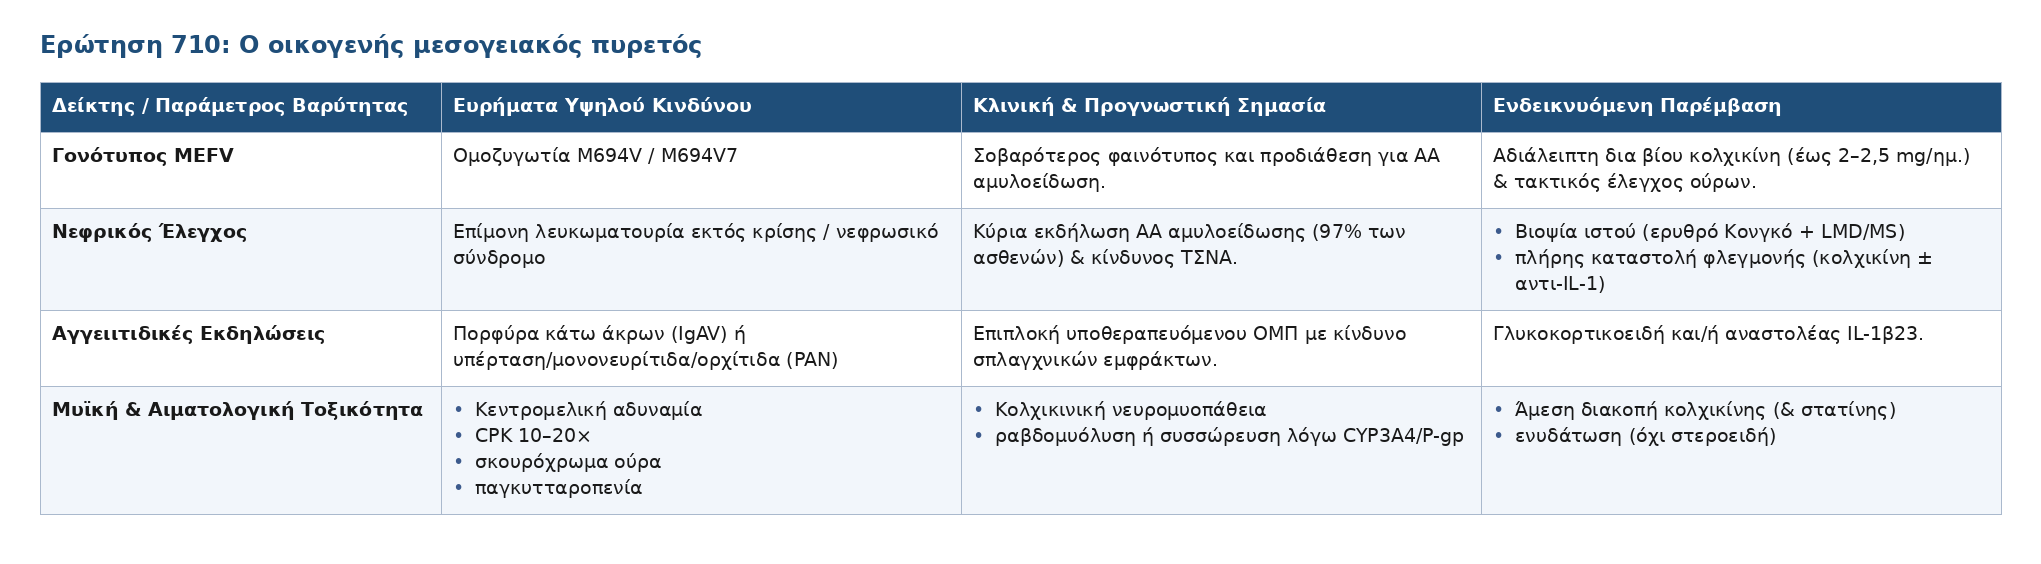 Ερώτηση 710: Ο οικογενής μεσογειακός πυρετός
Δείκτης / Παράμετρος Βαρύτητας
Ευρήματα Υψηλού Κινδύνου
Κλινική & Προγνωστική Σημασία
Ενδεικνυόμενη Παρέμβαση
Γονότυπος MEFV
Ομοζυγωτία M694V / M694V7
Σοβαρότερος φαινότυπος και προδιάθεση για ΑΑ
αμυλοείδωση.
Αδιάλειπτη δια βίου κολχικίνη (έως 2–2,5 mg/ημ.)
& τακτικός έλεγχος ούρων.
Νεφρικός Έλεγχος
Επίμονη λευκωματουρία εκτός κρίσης / νεφρωσικό
σύνδρομο
Κύρια εκδήλωση ΑΑ αμυλοείδωσης (97% των
ασθενών) & κίνδυνος ΤΣΝΑ.
• Βιοψία ιστού (ερυθρό Κονγκό + LMD/MS)
• πλήρης καταστολή φλεγμονής (κολχικίνη ±
αντι-IL-1)
Αγγειιτιδικές Εκδηλώσεις
Πορφύρα κάτω άκρων (IgAV) ή
υπέρταση/μονονευρίτιδα/ορχίτιδα (PAN)
Επιπλοκή υποθεραπευόμενου ΟΜΠ με κίνδυνο
σπλαγχνικών εμφράκτων.
Γλυκοκορτικοειδή και/ή αναστολέας IL-1β23.
Μυϊκή & Αιματολογική Τοξικότητα
• Κεντρομελική αδυναμία
• CPK 10–20×
• σκουρόχρωμα ούρα
• παγκυτταροπενία
• Κολχικινική νευρομυοπάθεια
• ραβδομυόλυση ή συσσώρευση λόγω CYP3A4/P-gp
• Άμεση διακοπή κολχικίνης (& στατίνης)
• ενυδάτωση (όχι στεροειδή)